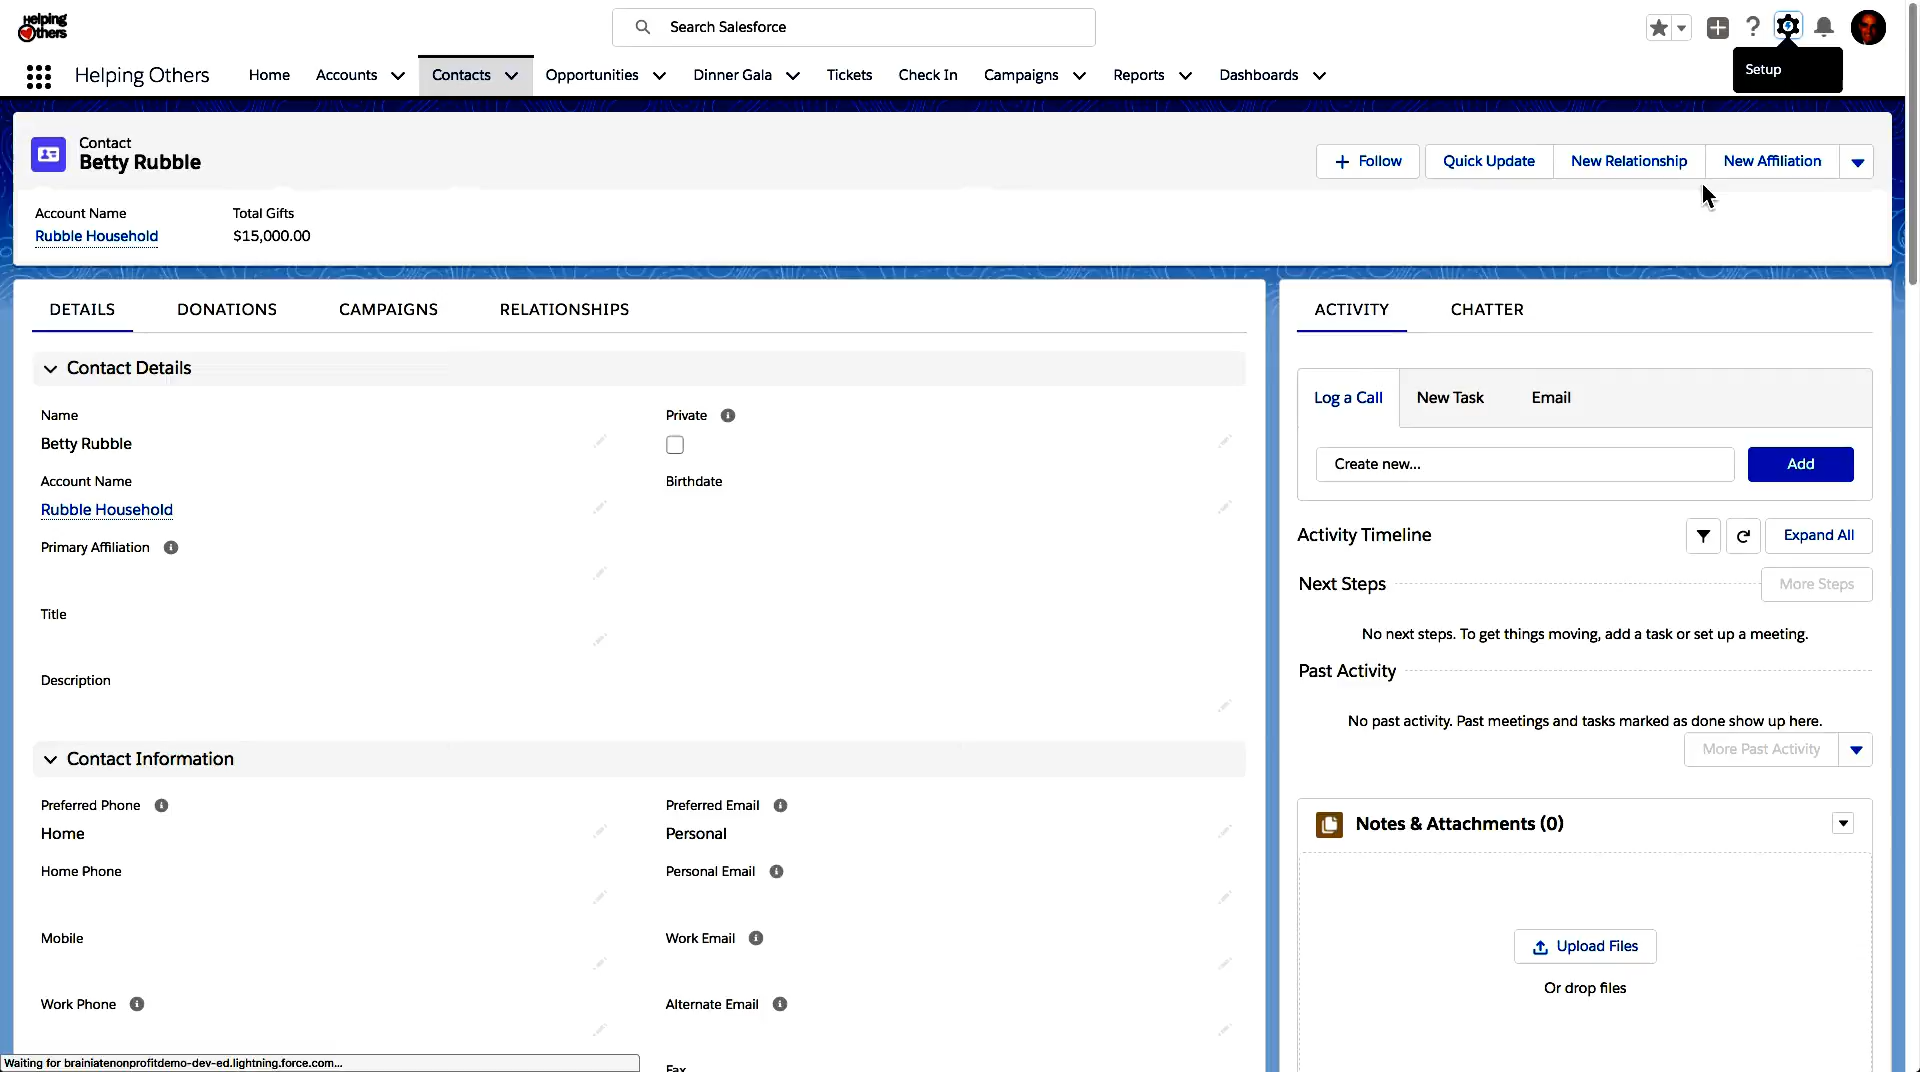 Helping
Others
Search Salesforce
Setup
Helping Others
Home
Accounts
Contacts
Opportunities
Dinner Gala
Tickets
Check In
Campaigns
Reports
Dashboards
Contact
Betty Rubble
Follow
Quick Update
New Relationship
New Affiliation
Account Name
Total Gifts
Rubble Household
$15,000.00
DETAILS
DONATIONS
CAMPAIGNS
RELATIONSHIPS
Contact Details
Name
Private
Betty Rubble
Account Name
Birthdate
Rubble Household
Primary Affiliation
Title
Description
Contact Information
Preferred Phone
Preferred Email
Home
Personal
Home Phone
Personal Email
Mobile
Work Email
Work Phone
Alternate Email
Fax
ACTIVITY
CHATTER
Log a Call
New Task
Email
Create new...
Add
Activity Timeline
Expand All
Next Steps
More Steps
No next steps. To get things moving, add a task or set up a meeting.
Past Activity
No past activity. Past meetings and tasks marked as done show up here.
More Past Activity
Notes & Attachments (0)
Upload Files
Or drop files
Waiting for brainiatenonprofitdemo-dev-ed.lightning.force.com...